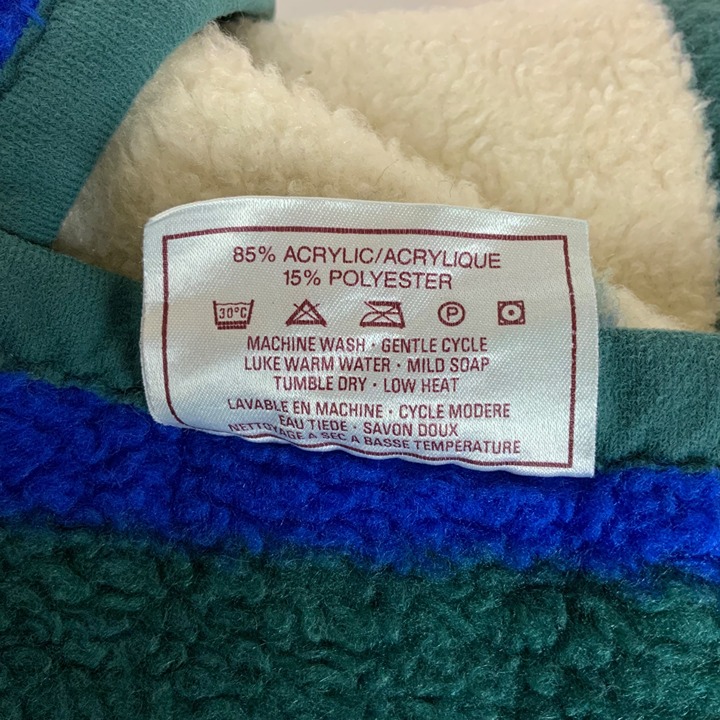 85% ACRYLIC/ACRYLIQUE
15% POLYESTER
30°C P
MACHINE WASH · GENTLE CYCLE
LUKE WARM WATER · MILD SOAP
TUMBLE DRY · LOW HEAT
LAVABLE EN MACHINE · CYCLE MODERE
EAU TIEDE · SAVON DOUX
NETTOYAGE A SEC A BASSE TEMPERATURE